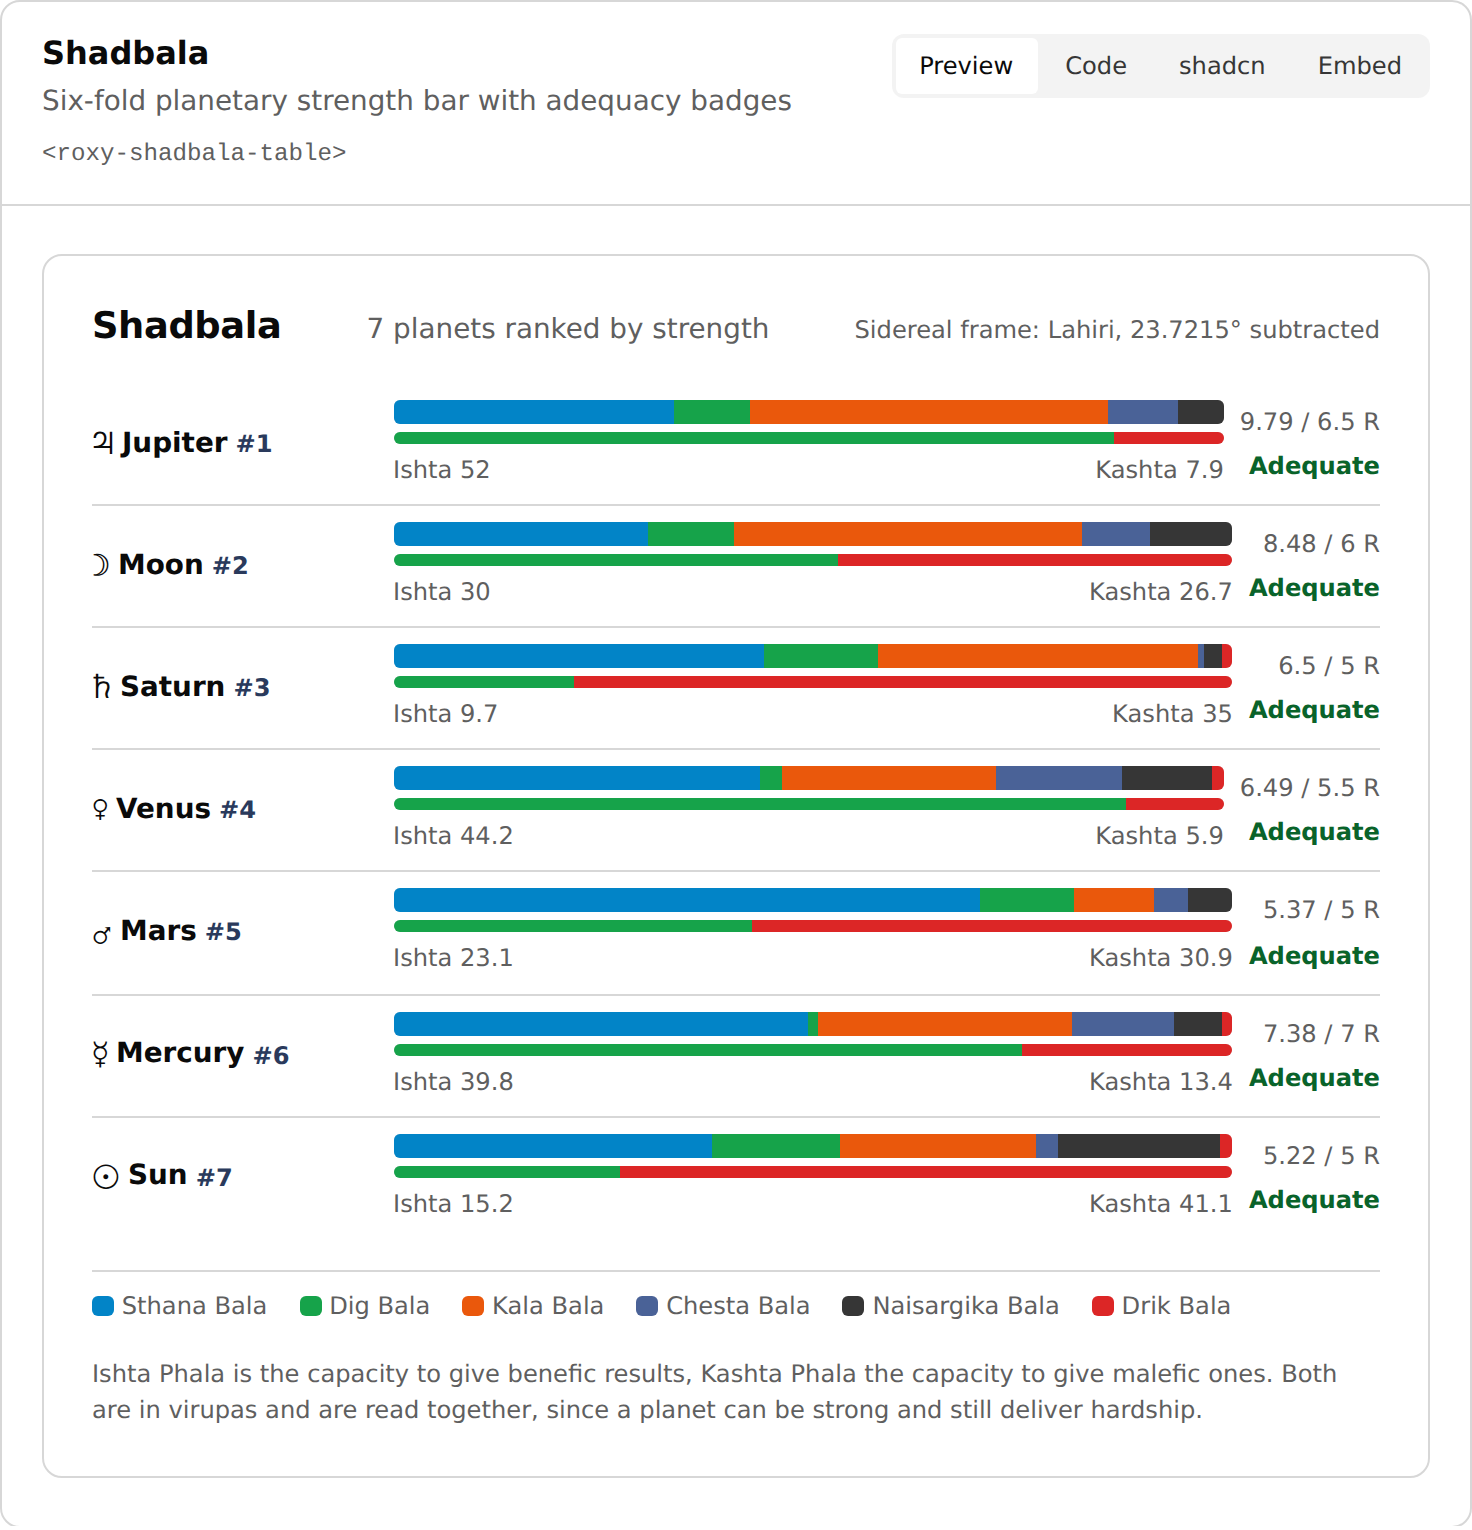 Shadbala
Preview Code shadcn Embed
Six-fold planetary strength bar with adequacy badges
<roxy-shadbala-table>
Shadbala 7 planets ranked by strength Sidereal frame: Lahiri, 23.7215° subtracted
♃ Jupiter #1 9.79 / 6.5 R
Ishta 52 Kashta 7.9 Adequate
☽ Moon #2 8.48 / 6 R
Ishta 30 Kashta 26.7 Adequate
♄ Saturn #3 6.5 / 5 R
Ishta 9.7 Kashta 35 Adequate
♀ Venus #4 6.49 / 5.5 R
Ishta 44.2 Kashta 5.9 Adequate
♂ Mars #5 5.37 / 5 R
Ishta 23.1 Kashta 30.9 Adequate
☿ Mercury #6 7.38 / 7 R
Ishta 39.8 Kashta 13.4 Adequate
☉ Sun #7 5.22 / 5 R
Ishta 15.2 Kashta 41.1 Adequate
Sthana Bala Dig Bala Kala Bala Chesta Bala Naisargika Bala Drik Bala
Ishta Phala is the capacity to give benefic results, Kashta Phala the capacity to give malefic ones. Both
are in virupas and are read together, since a planet can be strong and still deliver hardship.